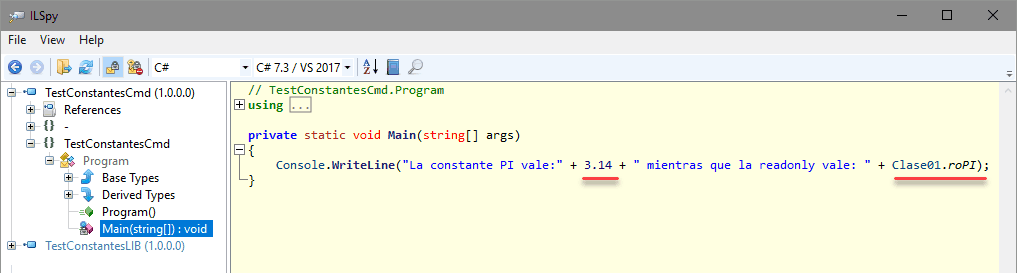 ILSpy
File View Help
C# C# 7.3 / VS 2017
TestConstantesCmd (1.0.0.0)
References
{} -
{} TestConstantesCmd
Program
Base Types
Derived Types
Program()
Main(string[]) : void
TestConstantesLIB (1.0.0.0)
// TestConstantesCmd.Program
using ...
private static void Main(string[] args)
{
Console.WriteLine("La constante PI vale:" + 3.14 + " mientras que la readonly vale: " + Clase01.roPI);
}